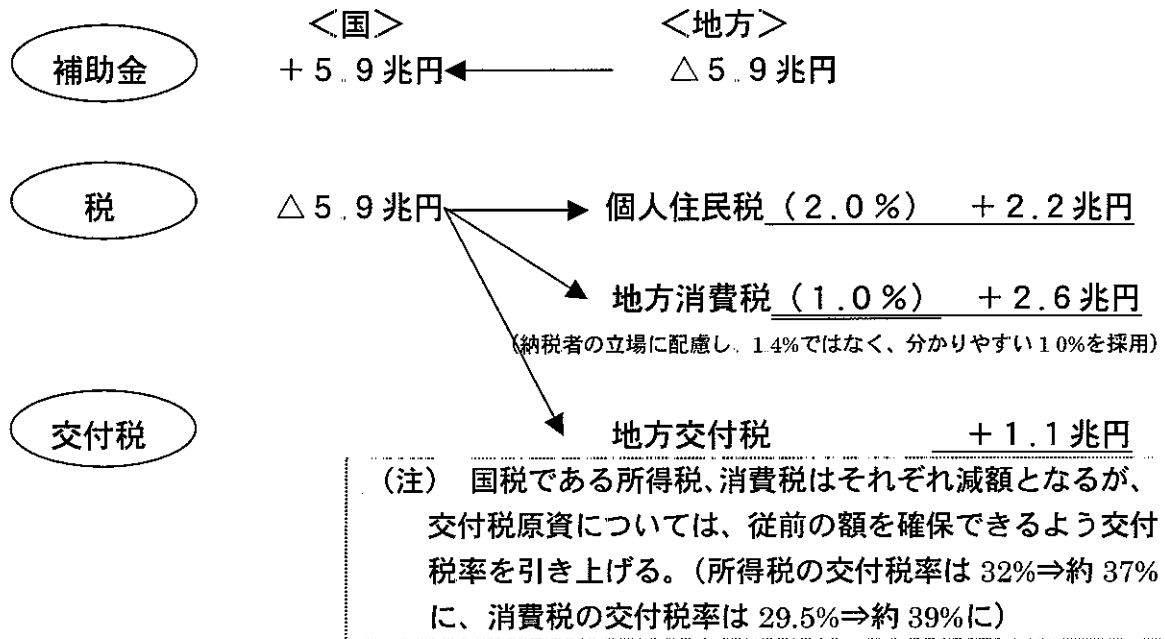 <国> <地方>
補助金 +5.9兆円 △5.9兆円
税 △5.9兆円 個人住民税(2.0%) +2.2兆円
地方消費税(1.0%) +2.6兆円
(納税者の立場に配慮し、1.4%ではなく、分かりやすい1.0%を採用)
交付税 地方交付税 +1.1兆円
(注) 国税である所得税、消費税はそれぞれ減額となるが、
交付税原資については、従前の額を確保できるよう交付
税率を引き上げる。(所得税の交付税率は32%⇒約37%
に、消費税の交付税率は29.5%⇒約39%に)